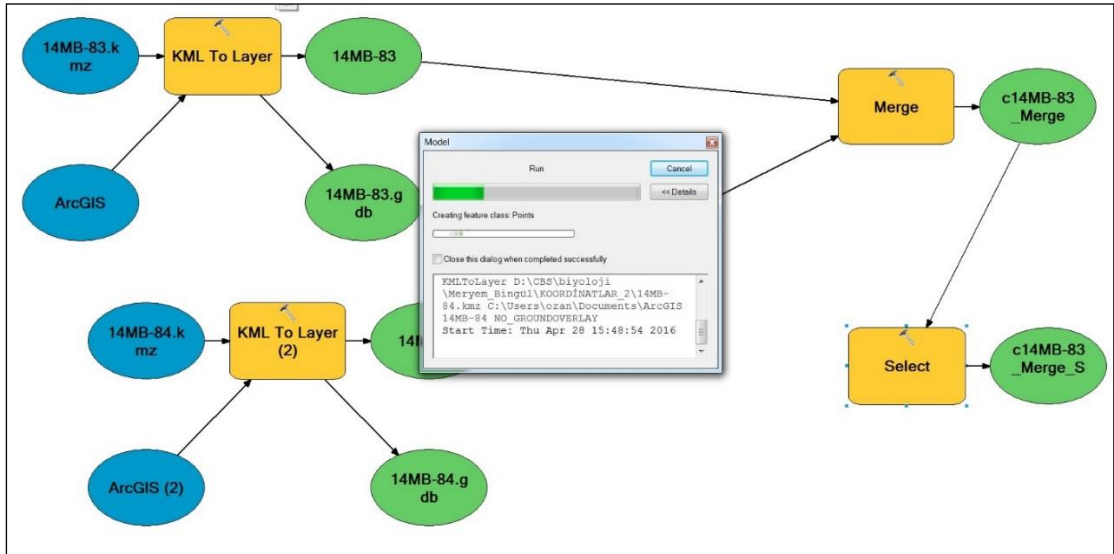 14MB-83.k
mz
KML To Layer
14MB-83
Merge
c14MB-83
_Merge
ArcGIS
14MB-83.g
db
Model
Run
Cancel
<< Details
Creating feature class: Points
Close this dialog when completed successfully
KMLToLayer D:\CBS\biyoloji
\Meryem_Bingül\KOORDİNATLAR_2\14MB-
84.kmz C:\Users\ozan\Documents\ArcGIS
14MB-84 NO_GROUNDOVERLAY
Start Time: Thu Apr 28 15:48:54 2016
14MB-84.k
mz
KML To Layer
(2)
Select
c14MB-83
_Merge_S
ArcGIS (2)
14MB-84.g
db